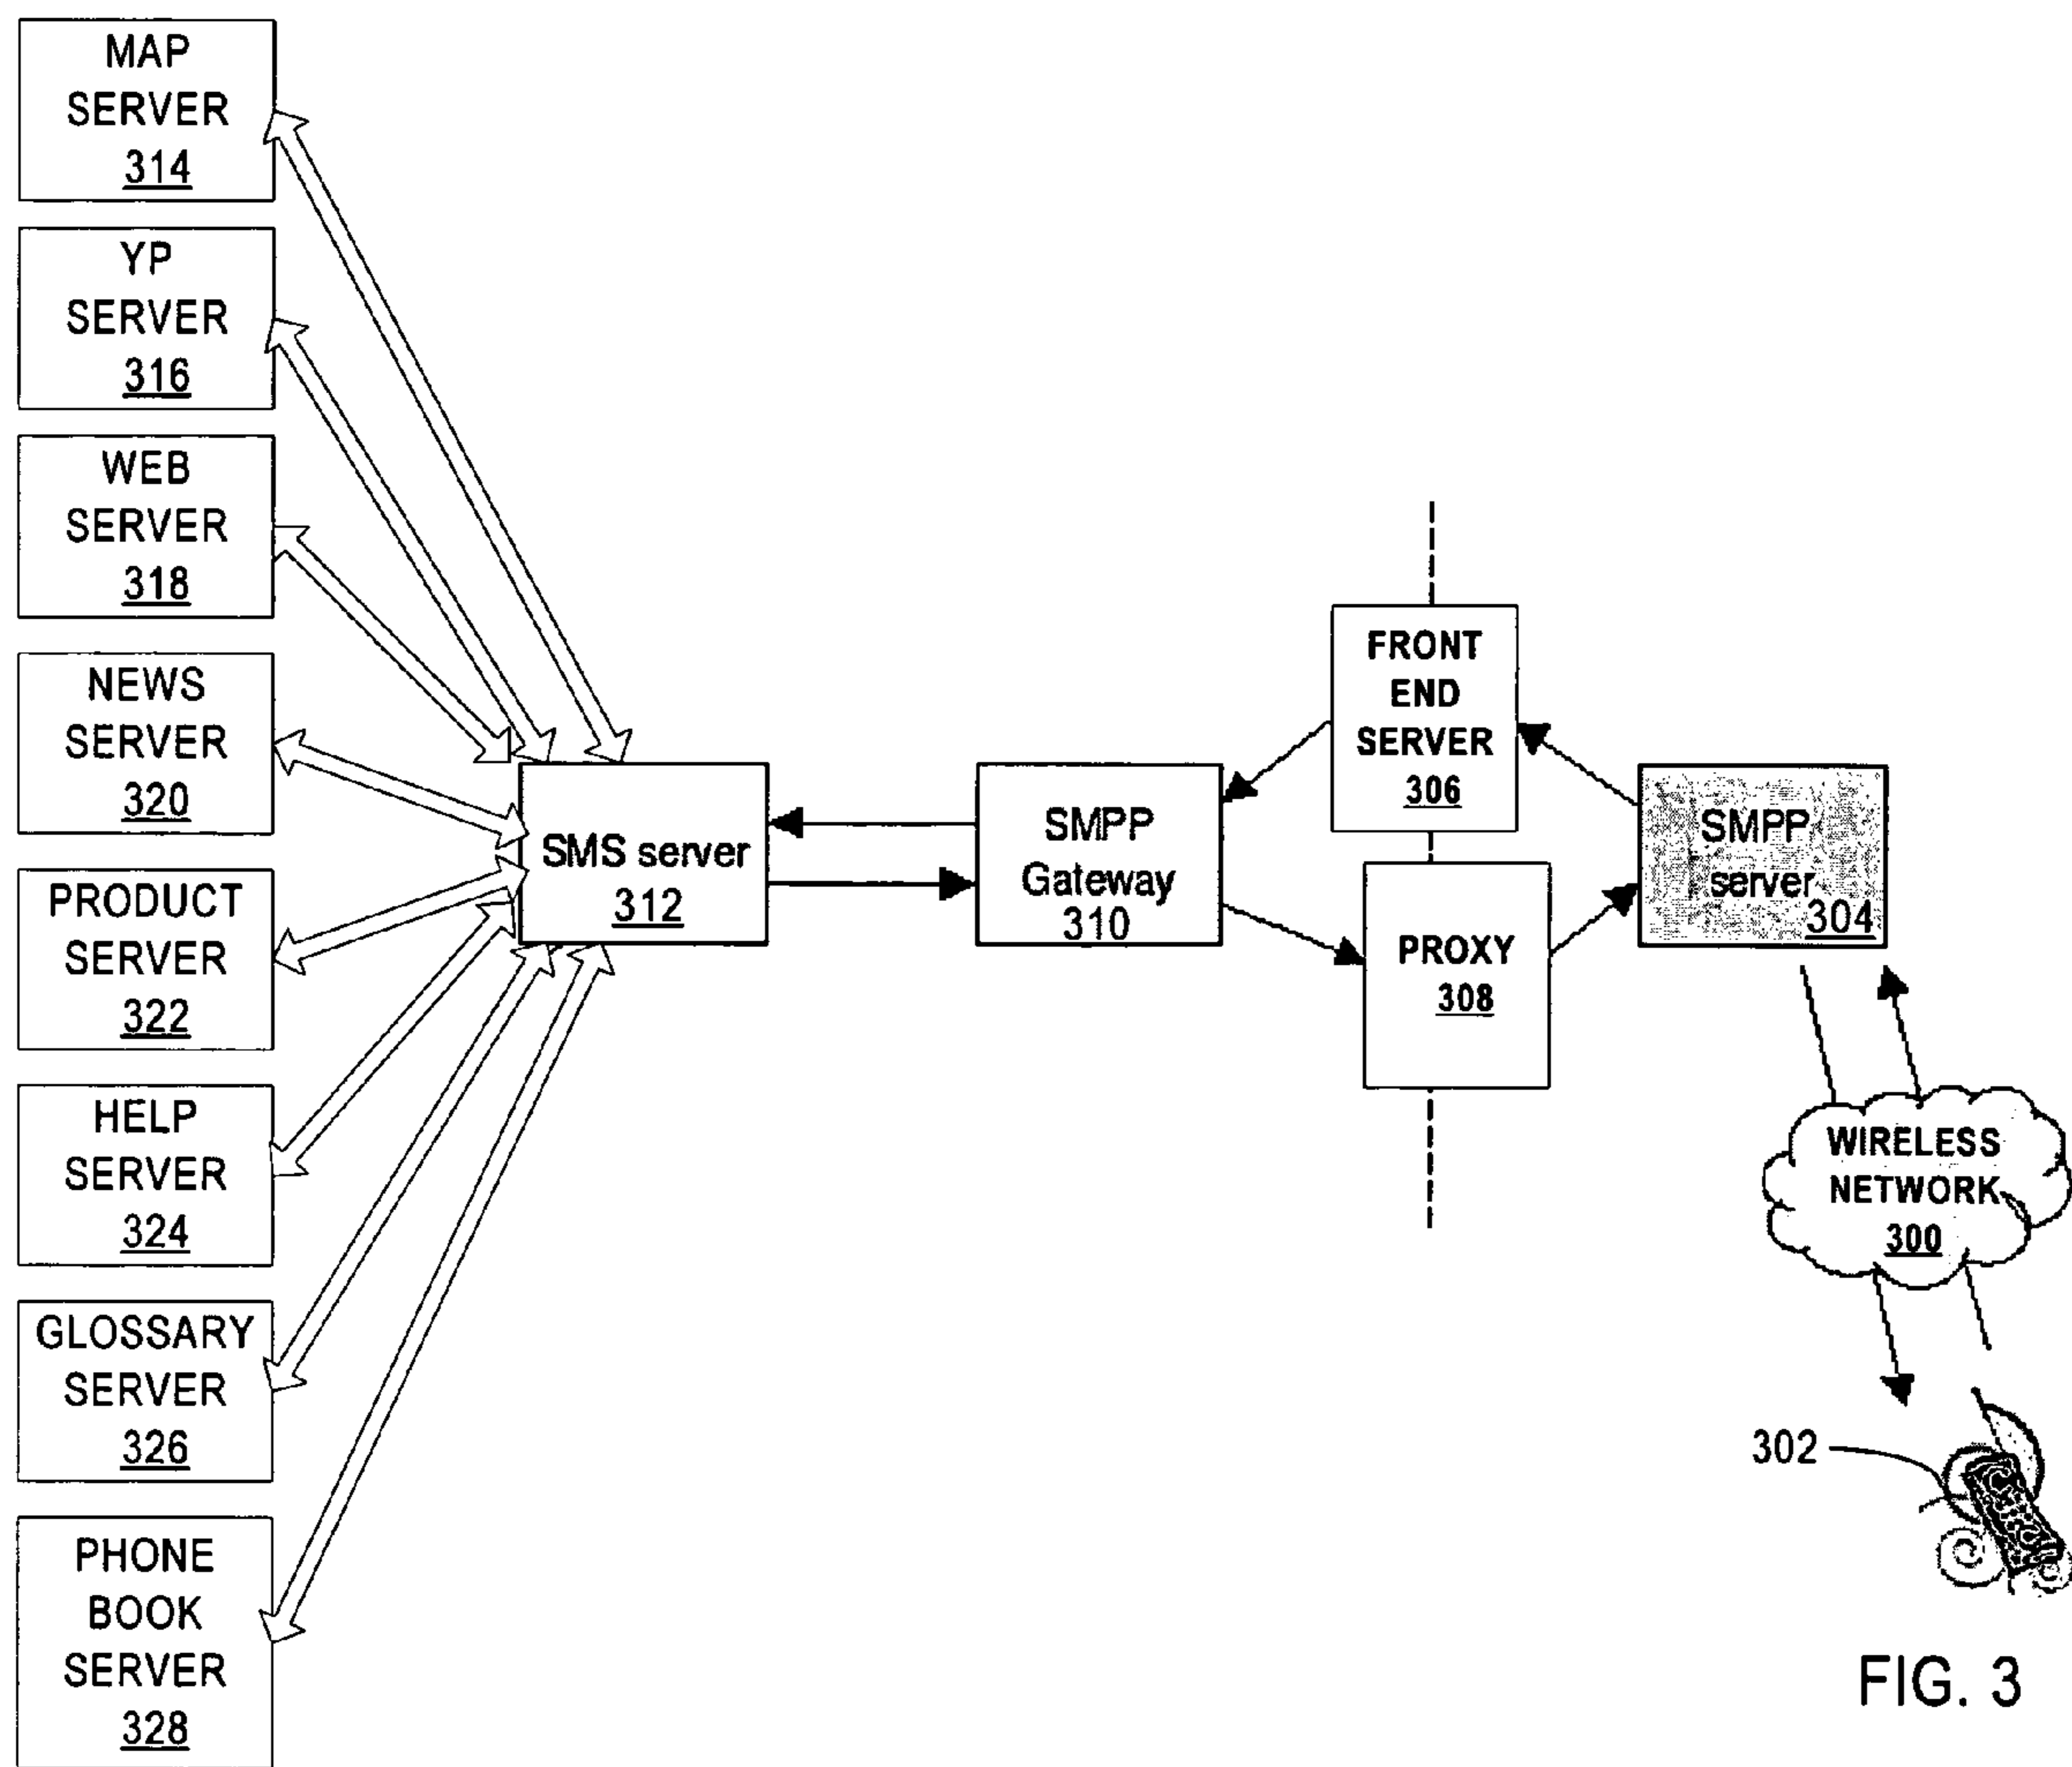 MAP
SERVER
314
YP
SERVER
316
WEB
SERVER
318
NEWS
SERVER
320
PRODUCT
SERVER
322
HELP
SERVER
324
GLOSSARY
SERVER
326
PHONE
BOOK
SERVER
328
SMS server
312
SMPP
Gateway
310
FRONT
END
SERVER
306
PROXY
308
SMPP
server
304
WIRELESS
NETWORK
300
302
FIG. 3